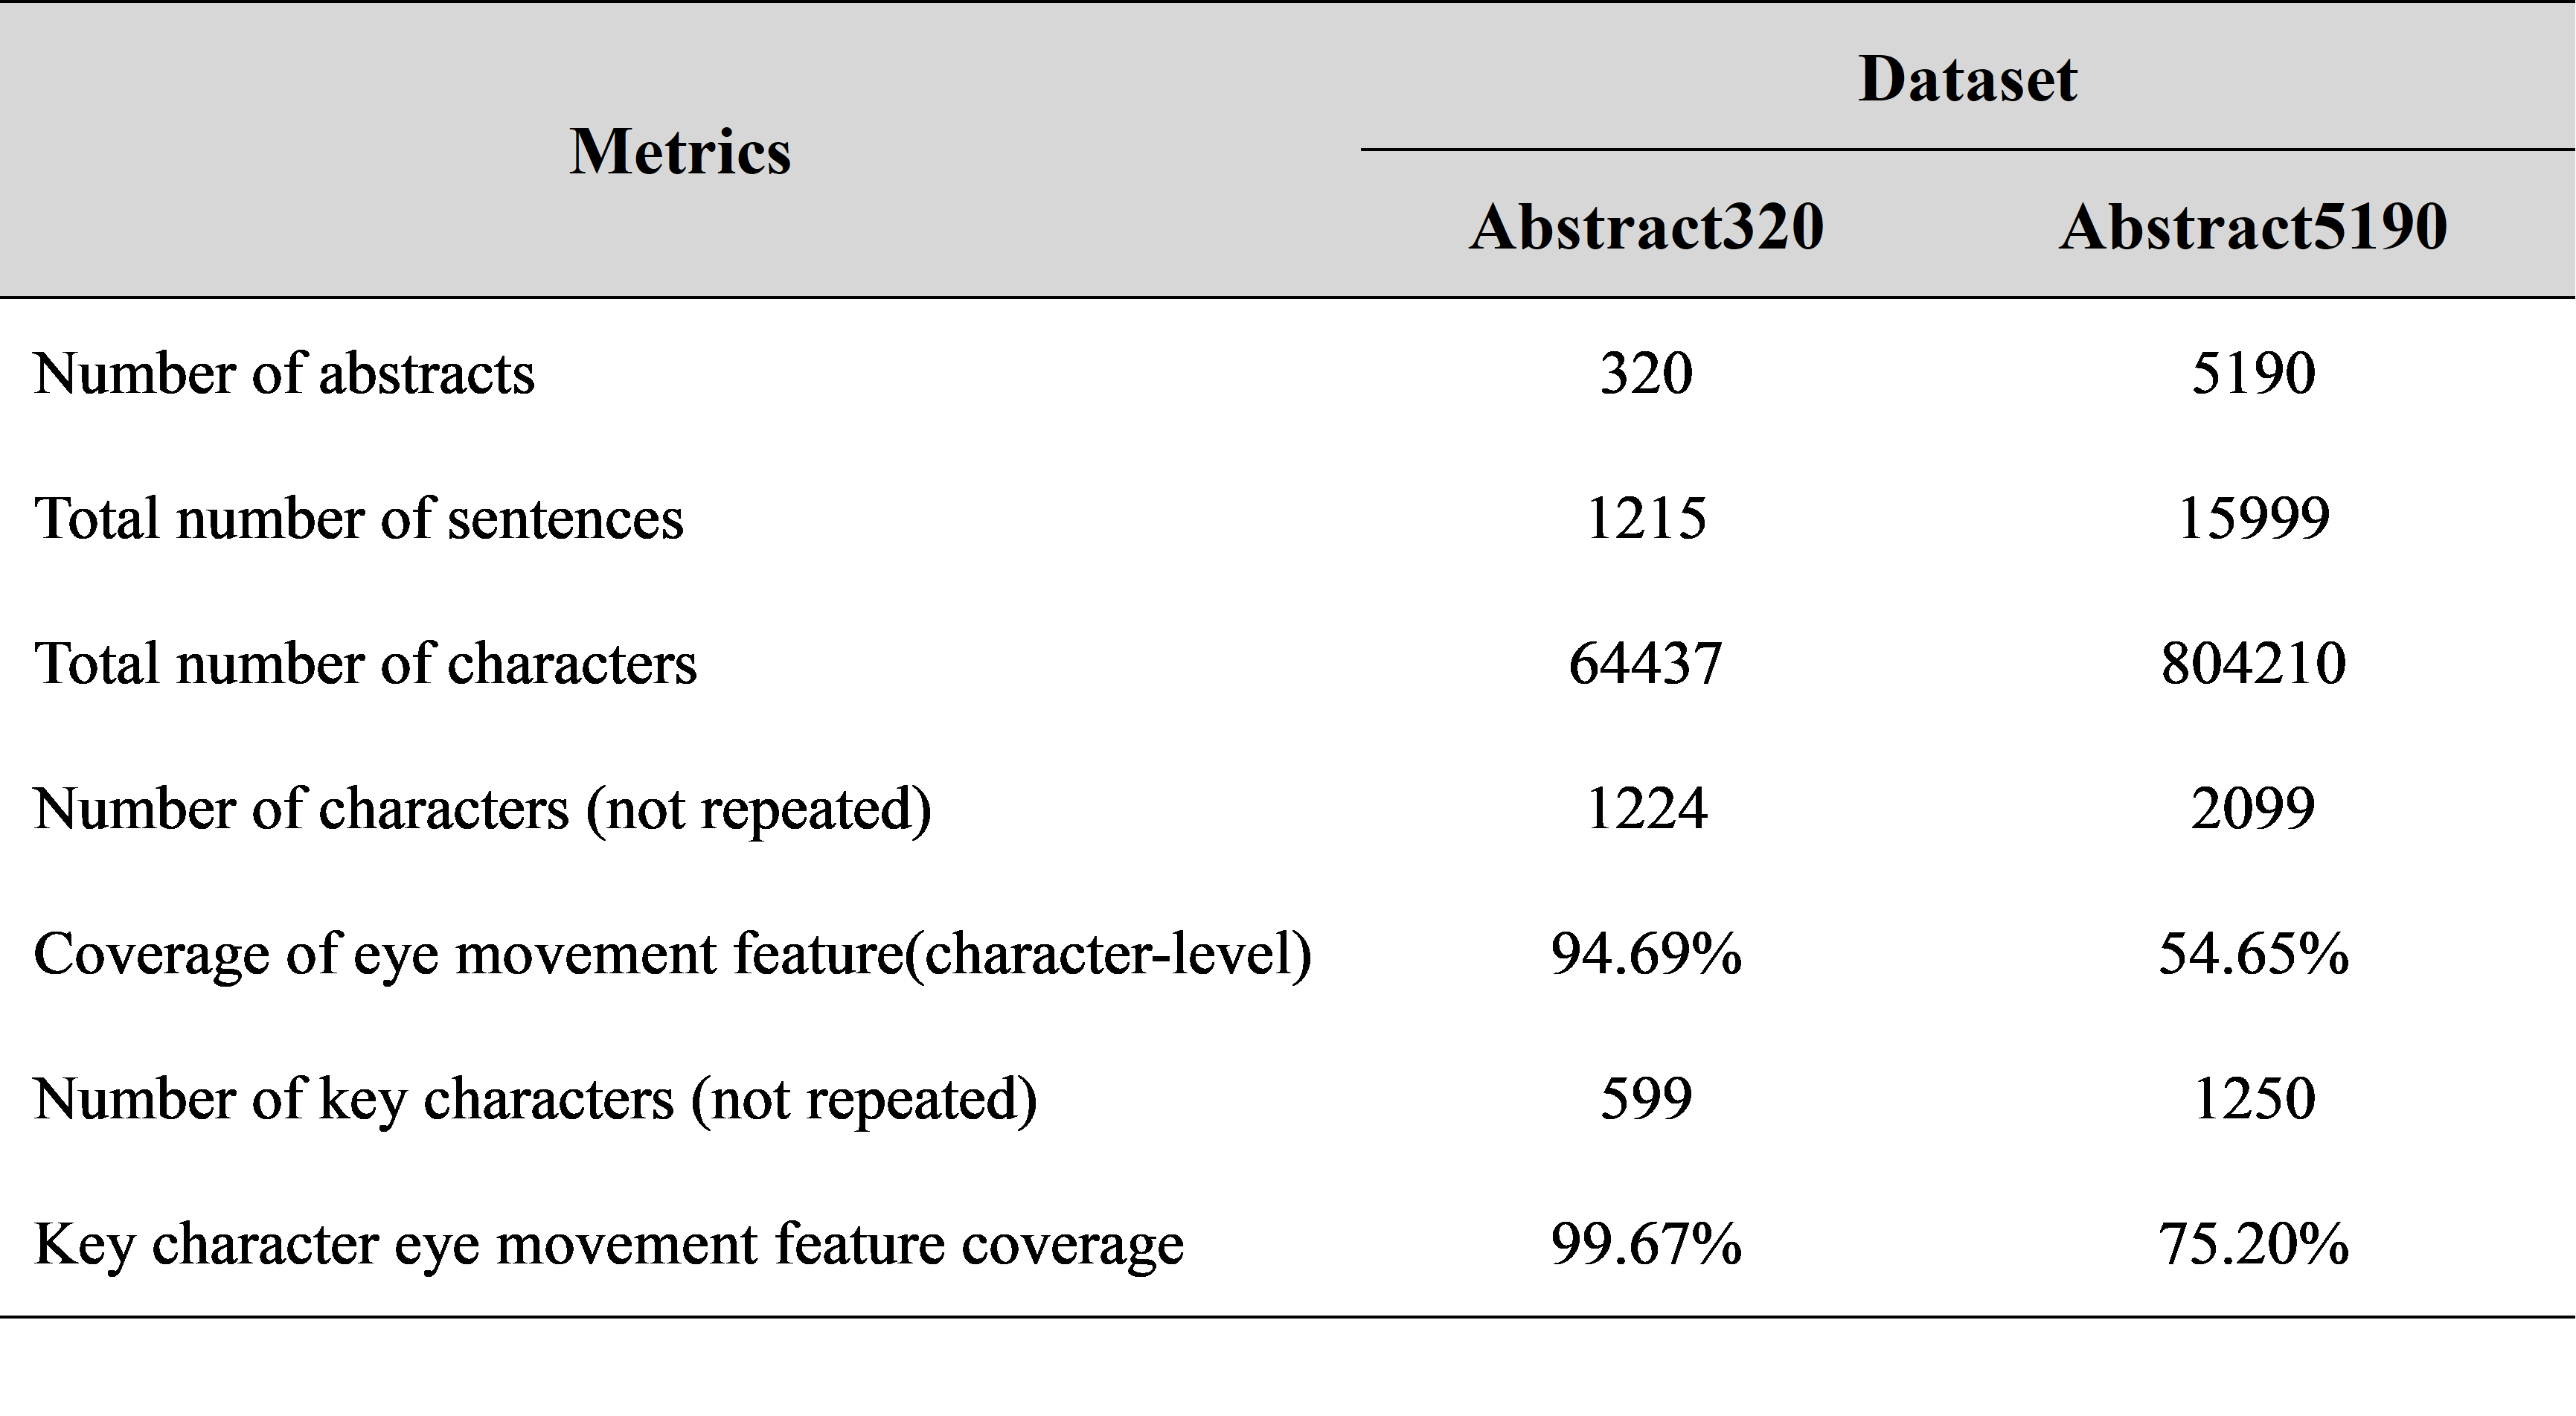 Metrics Dataset
Abstract320 Abstract5190
Number of abstracts 320 5190
Total number of sentences 1215 15999
Total number of characters 64437 804210
Number of characters (not repeated) 1224 2099
Coverage of eye movement feature(character-level) 94.69% 54.65%
Number of key characters (not repeated) 599 1250
Key character eye movement feature coverage 99.67% 75.20%